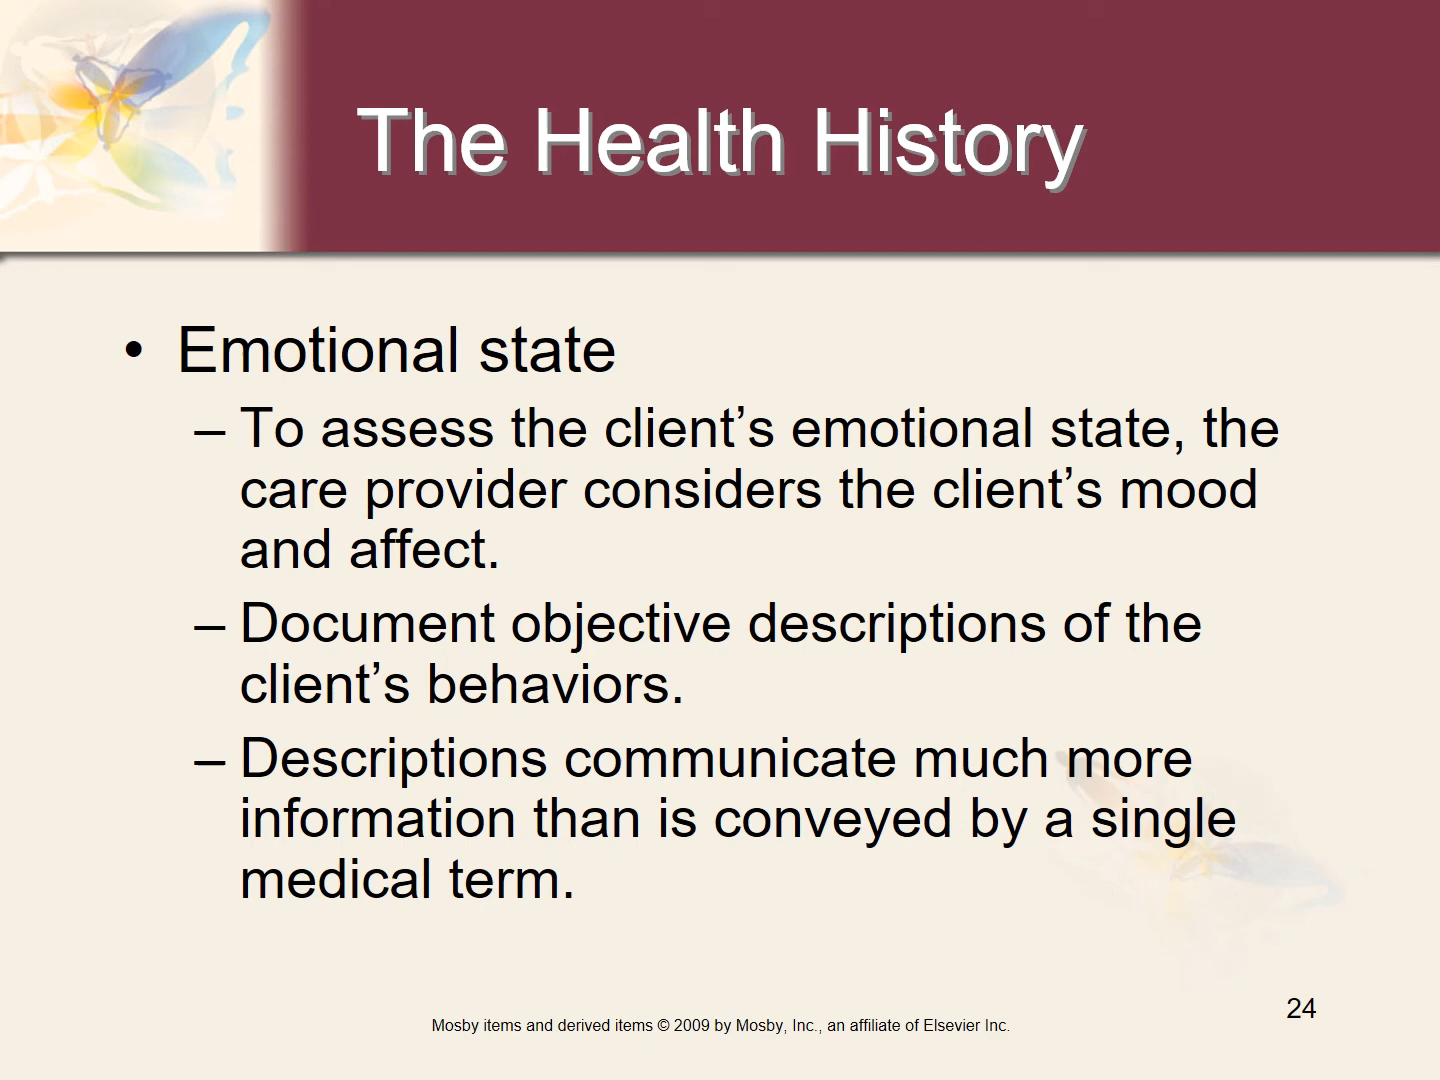 The Health History
• Emotional state
– To assess the client’s emotional state, the
care provider considers the client’s mood
and affect.
– Document objective descriptions of the
client’s behaviors.
– Descriptions communicate much more
information than is conveyed by a single
medical term.
24
Mosby items and derived items © 2009 by Mosby, Inc., an affiliate of Elsevier Inc.